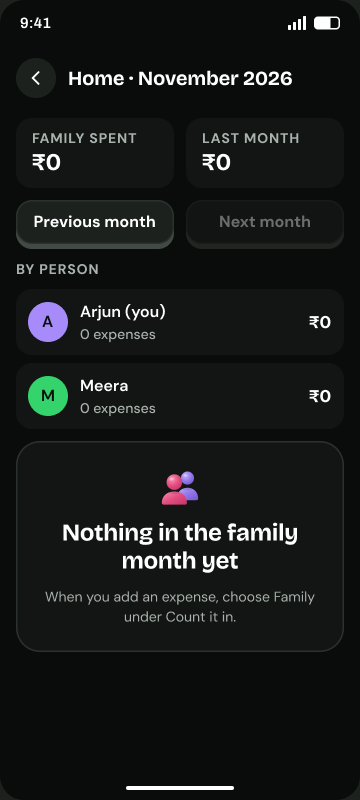 9:41
Home · November 2026
FAMILY SPENT
₹0
LAST MONTH
₹0
Previous month
Next month
BY PERSON
A
Arjun (you)
0 expenses
₹0
M
Meera
0 expenses
₹0
Nothing in the family
month yet
When you add an expense, choose Family
under Count it in.